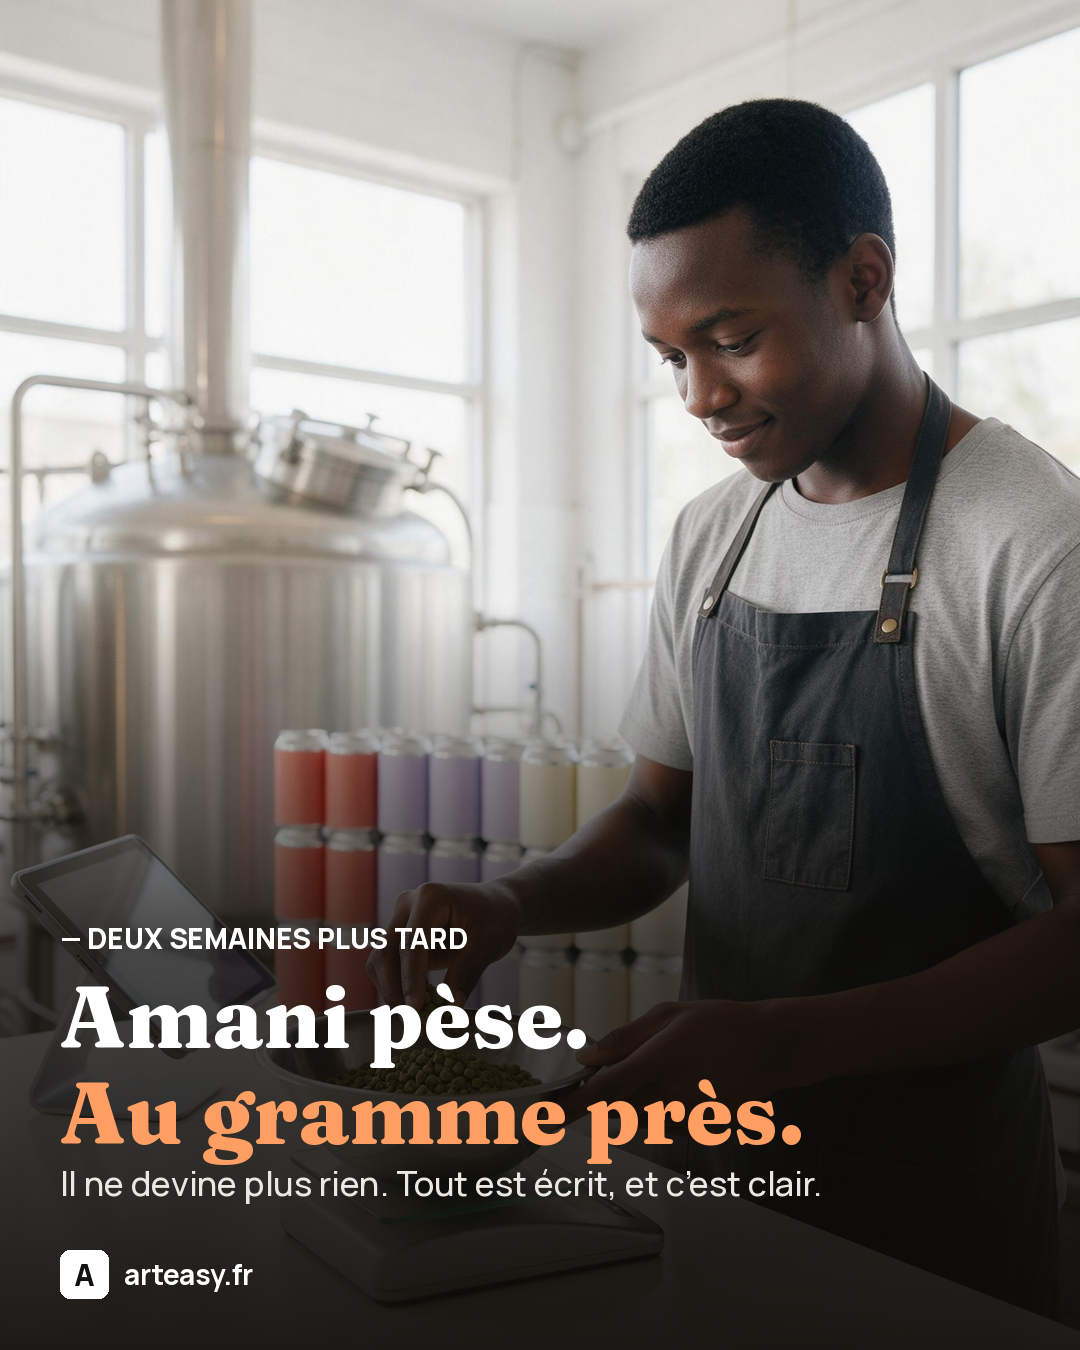 — DEUX SEMAINES PLUS TARD
Amani pèse.
Au gramme près.
Il ne devine plus rien. Tout est écrit, et c’est clair.
A arteasy.fr